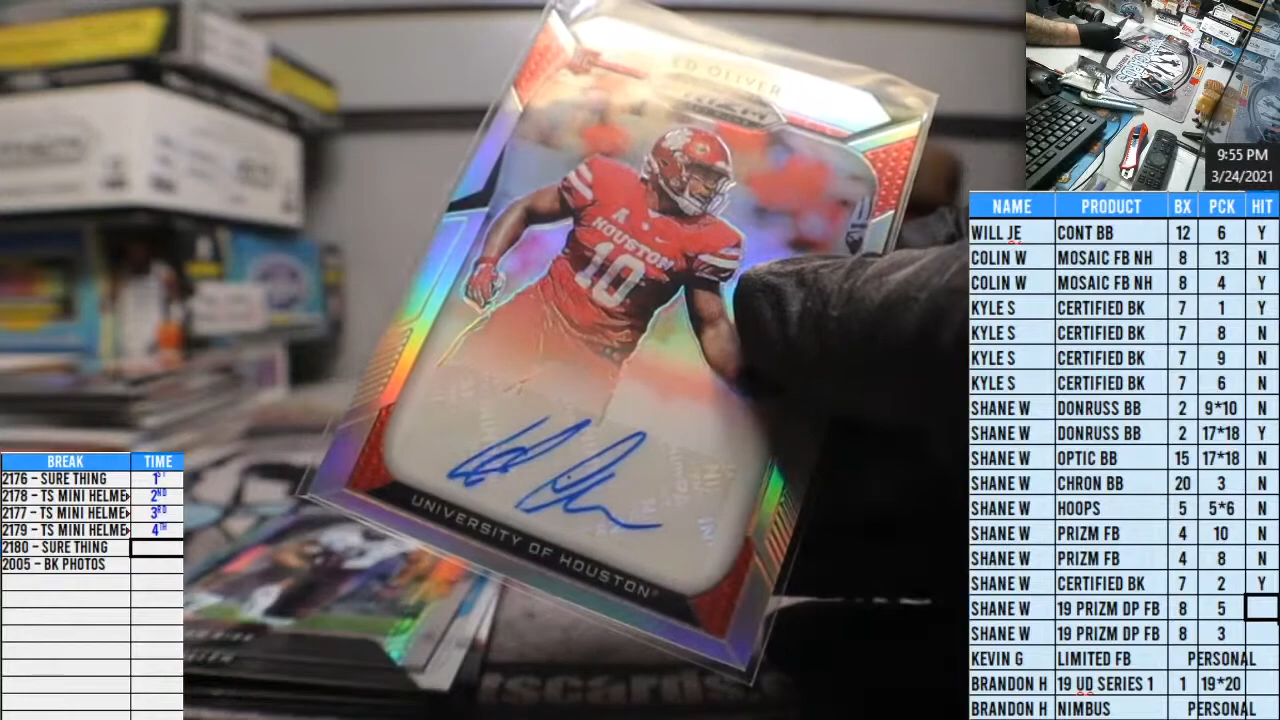 ED OLIVER
PRIZM
HOUSTON
10
UNIVERSITY OF HOUSTON
9:55 PM
3/24/2021
NAME PRODUCT BX PCK HIT
WILL JE CONT BB 12 6 Y
COLIN W MOSAIC FB NH 8 13 N
COLIN W MOSAIC FB NH 8 4 Y
KYLE S CERTIFIED BK 7 1 Y
KYLE S CERTIFIED BK 7 8 N
KYLE S CERTIFIED BK 7 9 N
KYLE S CERTIFIED BK 7 6 N
SHANE W DONRUSS BB 2 9*10 N
SHANE W DONRUSS BB 2 17*18 Y
SHANE W OPTIC BB 15 17*18 N
SHANE W CHRON BB 20 3 N
SHANE W HOOPS 5 5*6 N
SHANE W PRIZM FB 4 10 N
SHANE W PRIZM FB 4 8 N
SHANE W CERTIFIED BK 7 2 Y
SHANE W 19 PRIZM DP FB 8 5
SHANE W 19 PRIZM DP FB 8 3
KEVIN G LIMITED FB PERSONAL
BRANDON H 19 UD SERIES 1 1 19*20
BRANDON H NIMBUS PERSONAL
BREAK TIME
2176 – SURE THING 1ST
2178 – TS MINI HELME 2ND
2177 – TS MINI HELME 3RD
2179 – TS MINI HELME 4TH
2180 – SURE THING
2005 – BK PHOTOS